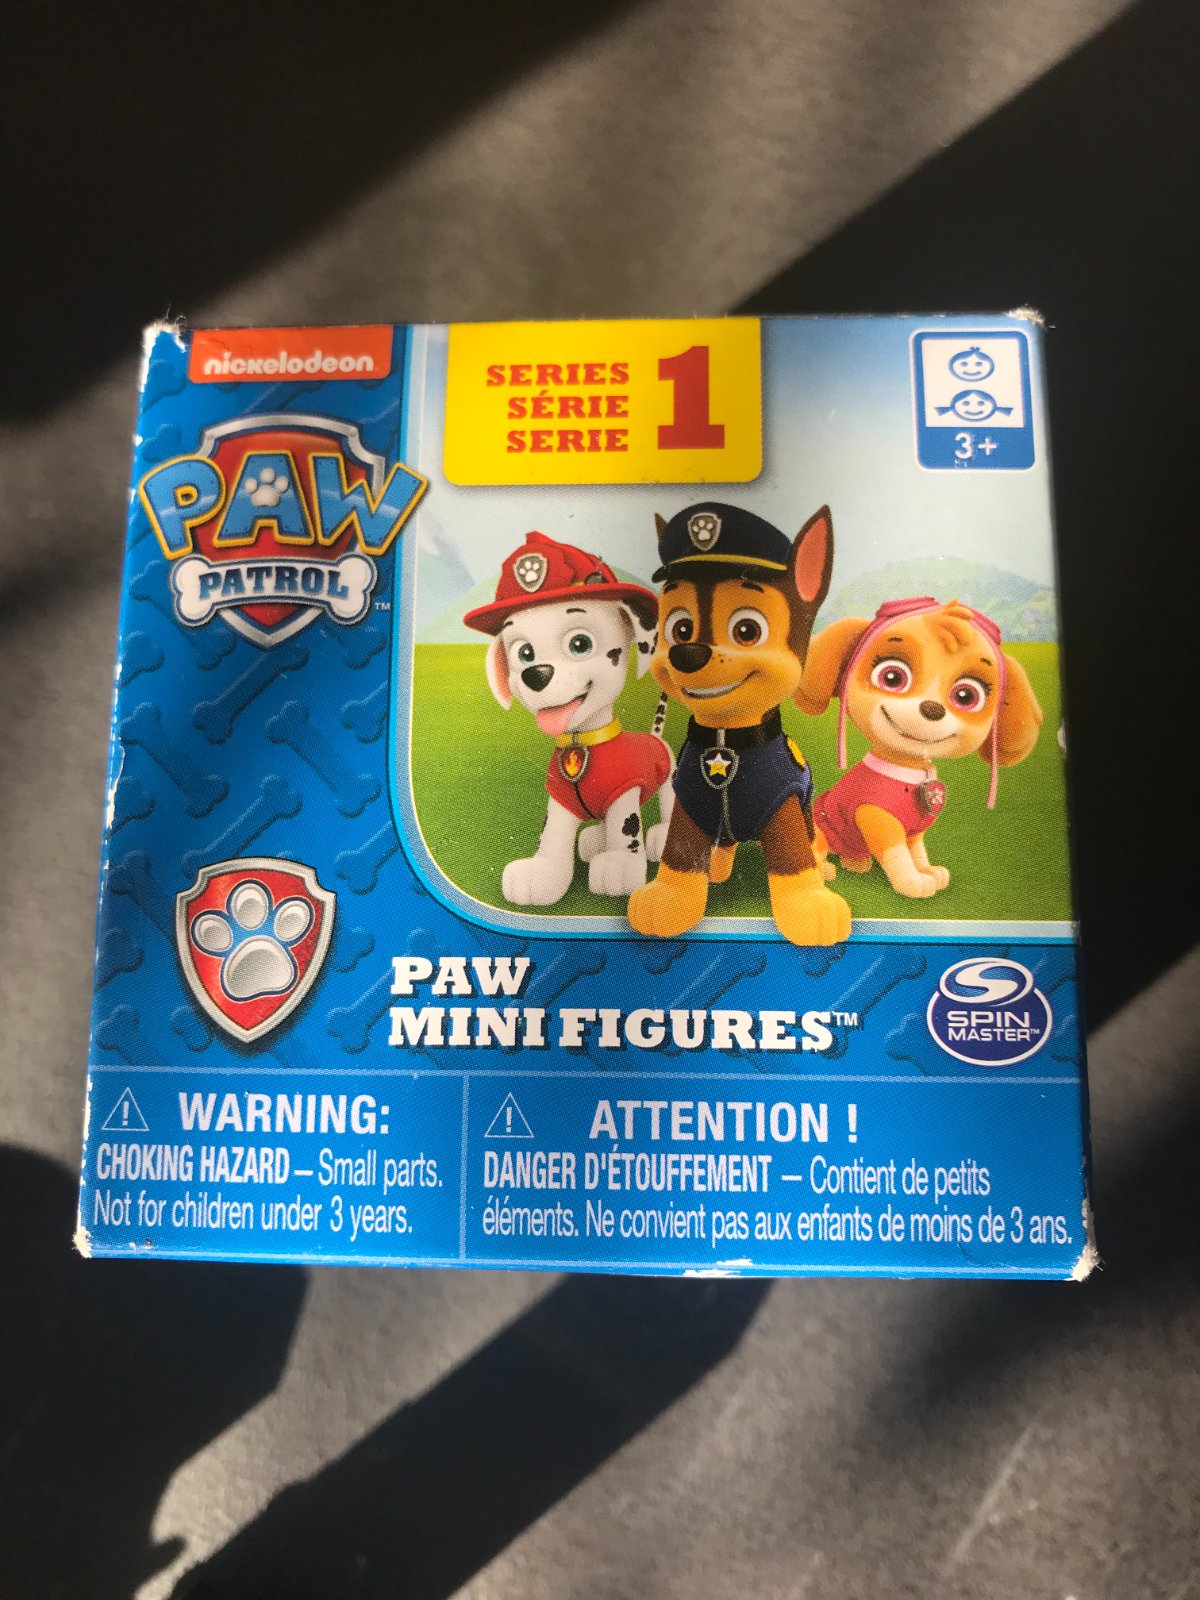 nickelodeon
SERIES
SÉRIE
SERIE
1
3+
PAW
PATROL™
PAW
MINI FIGURES™
SPIN
MASTER™
WARNING:
CHOKING HAZARD – Small parts.
Not for children under 3 years.
ATTENTION !
DANGER D'ÉTOUFFEMENT – Contient de petits
éléments. Ne convient pas aux enfants de moins de 3 ans.